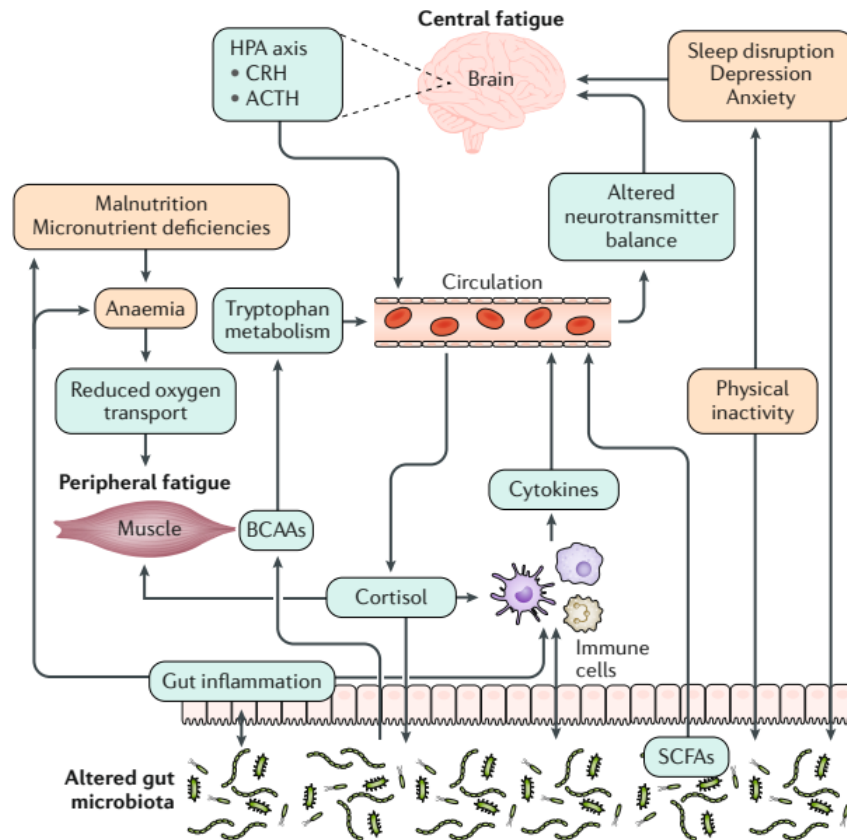 Central fatigue
HPA axis
• CRH
• ACTH
Brain
Sleep disruption
Depression
Anxiety
Malnutrition
Micronutrient deficiencies
Altered
neurotransmitter
balance
Circulation
Anaemia
Tryptophan
metabolism
Reduced oxygen
transport
Physical
inactivity
Peripheral fatigue
Muscle
BCAAs
Cytokines
Cortisol
Immune
cells
Gut inflammation
SCFAs
Altered gut
microbiota